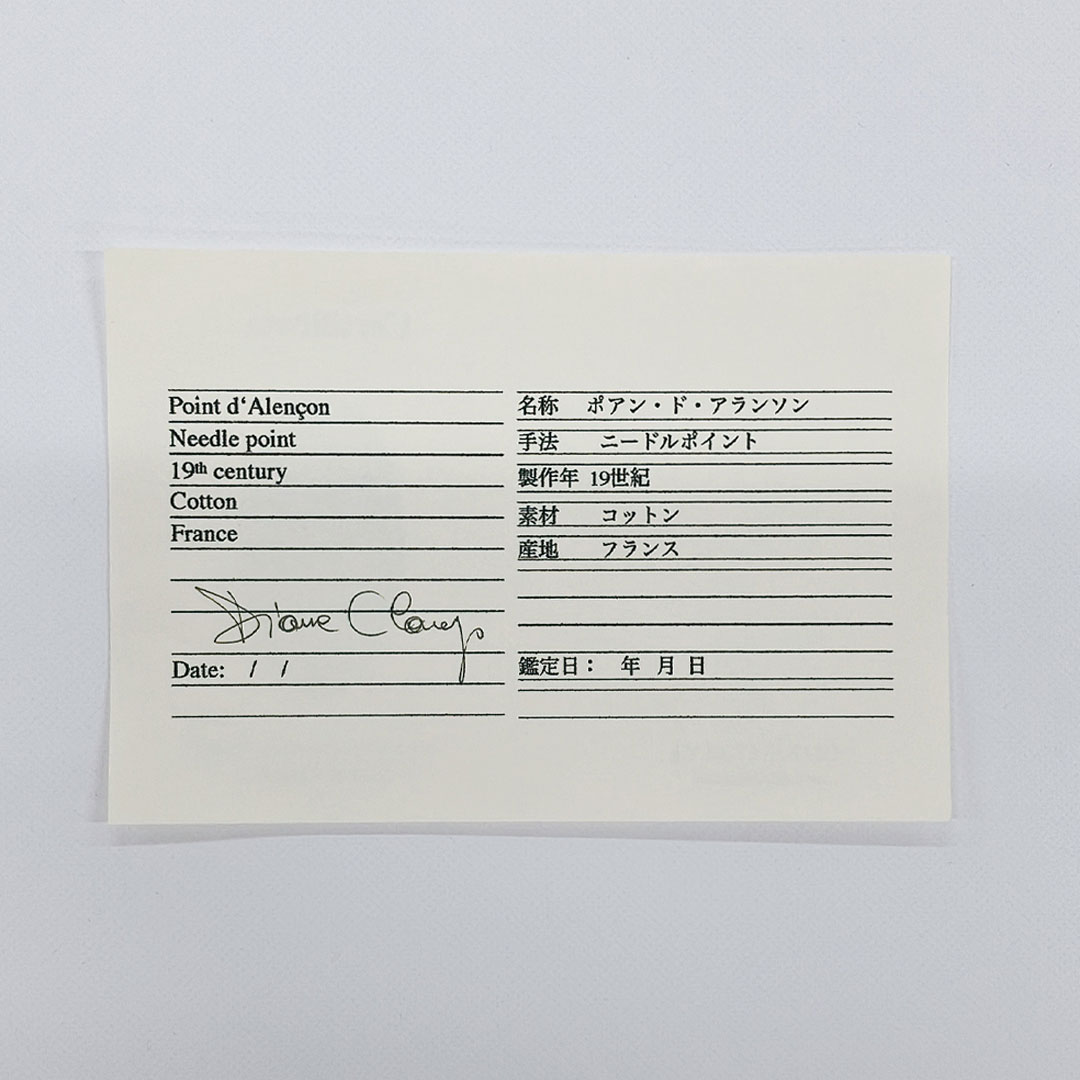 Point d‘Alençon
Needle point
19th century
Cotton
France
Diane
Date: / /
名称 ポアン・ド・アランソン
手法 ニードルポイント
製作年 19世紀
素材 コットン
産地 フランス
鑑定日： 年 月 日